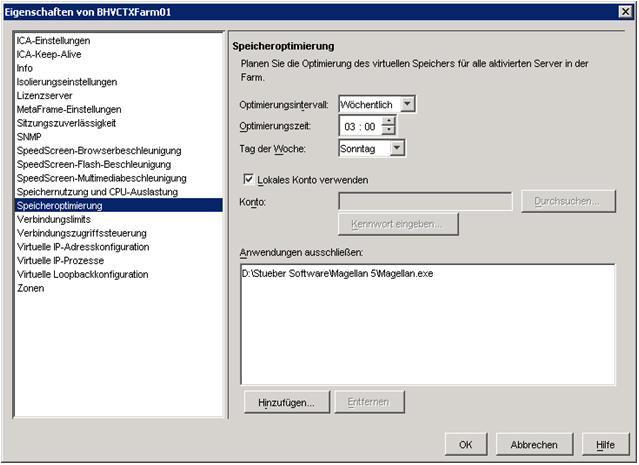 Eigenschaften von BHVCTXFarm01
ICA-Einstellungen
ICA-Keep-Alive
Info
Isolierungseinstellungen
Lizenzserver
MetaFrame-Einstellungen
Sitzungszuverlässigkeit
SNMP
SpeedScreen-Browserbeschleunigung
SpeedScreen-Flash-Beschleunigung
SpeedScreen-Multimediabeschleunigung
Speichernutzung und CPU-Auslastung
Speicheroptimierung
Verbindungslimits
Verbindungszugriffssteuerung
Virtuelle IP-Adresskonfiguration
Virtuelle IP-Prozesse
Virtuelle Loopbackkonfiguration
Zonen
Speicheroptimierung
Planen Sie die Optimierung des virtuellen Speichers für alle aktivierten Server in der
Farm.
Optimierungsintervall: Wöchentlich
Optimierungszeit: 03 : 00
Tag der Woche: Sonntag
Lokales Konto verwenden
Konto: Durchsuchen...
Kennwort eingeben...
Anwendungen ausschließen:
D:\Stueber Software\Magellan 5\Magellan.exe
Hinzufügen... Entfernen
OK Abbrechen Hilfe